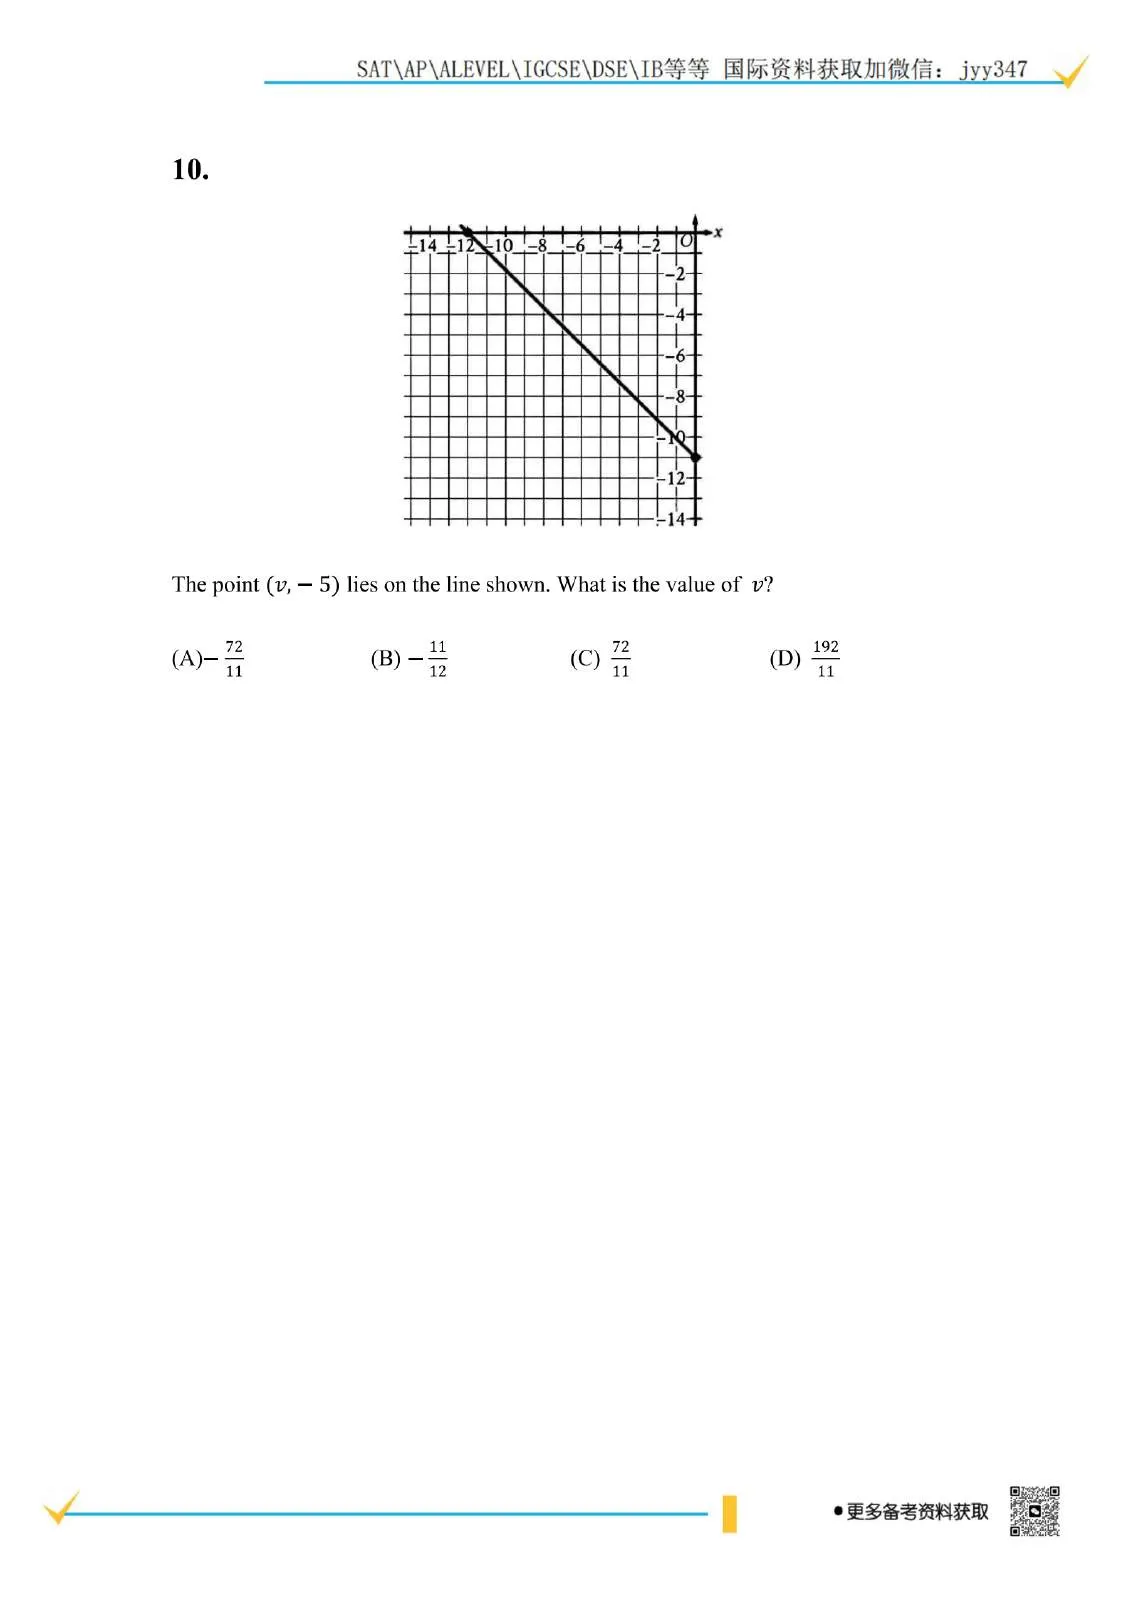 SAT\AP\ALEVEL\IGCSE\DSE\IB等等 国际资料获取加微信：jyy347
10.
-14 -12 -10 -8 -6 -4 -2 O x
-2
-4
-6
-8
-10
-12
-14
The point (v, − 5) lies on the line shown. What is the value of v?
(A)− 72/11 (B) − 11/12 (C) 72/11 (D) 192/11
•更多备考资料获取